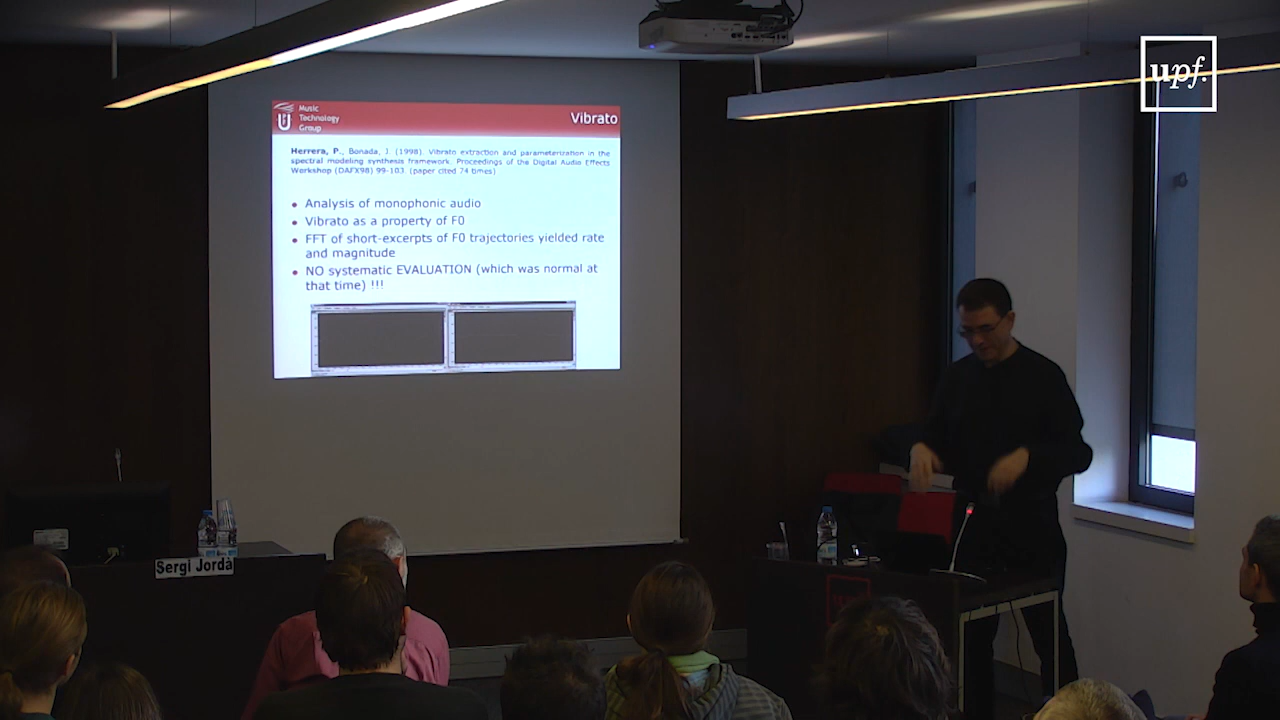 upf.
Music
Technology
Group
Vibrato
Herrera, P., Bonada, J. (1998). Vibrato extraction and parameterization in the
spectral modeling synthesis framework. Proceedings of the Digital Audio Effects
Workshop (DAFX98) 99-103. (paper cited 74 times)
• Analysis of monophonic audio
• Vibrato as a property of F0
• FFT of short-excerpts of F0 trajectories yielded rate
and magnitude
• NO systematic EVALUATION (which was normal at
that time) !!!
Sergi Jordà